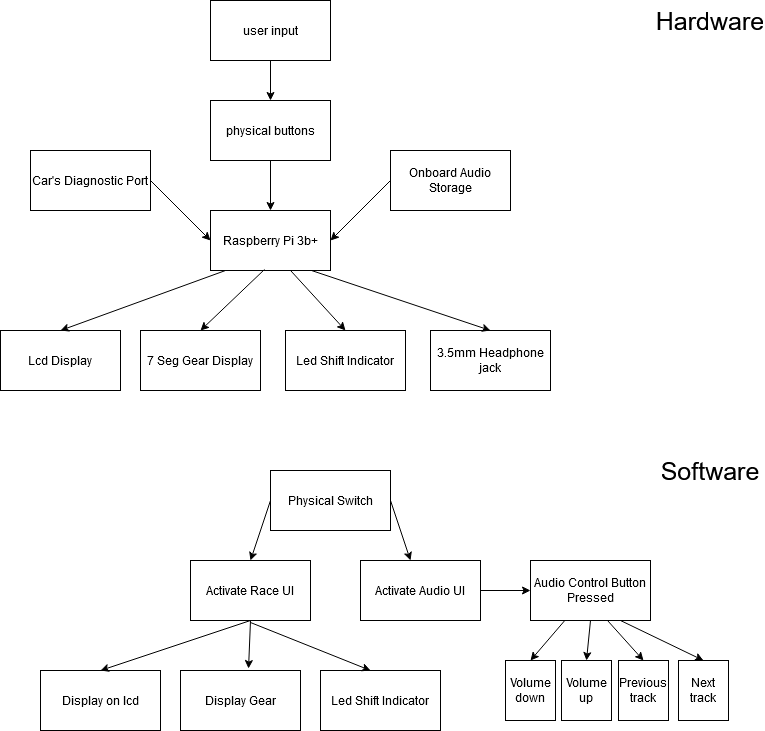 Hardware
user input
physical buttons
Car's Diagnostic Port
Onboard Audio
Storage
Raspberry Pi 3b+
Lcd Display
7 Seg Gear Display
Led Shift Indicator
3.5mm Headphone
jack
Software
Physical Switch
Activate Race UI
Activate Audio UI
Audio Control Button
Pressed
Display on lcd
Display Gear
Led Shift Indicator
Volume
down
Volume
up
Previous
track
Next
track